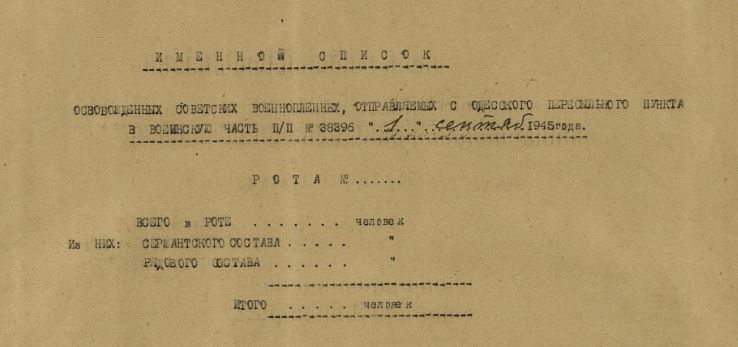 ИМЕННОЙ СПИСОК
ОСВОБОЖДЕННЫХ СОВЕТСКИХ ВОЕННОПЛЕННЫХ, ОТПРАВЛЯЕМЫХ С ОДЕССКОГО ПЕРЕСЫЛЬНОГО ПУНКТА
В ВОИНСКУЮ ЧАСТЬ П/П № 38396 ".1..." сентяб. 1945 года.
РОТА № .......
ВСЕГО в РОТЕ ........ человек
Из НИХ: СЕРЖАНТСКОГО СОСТАВА ..... "
РЯДОВОГО СОСТАВА ...... "
ИТОГО ..... человек